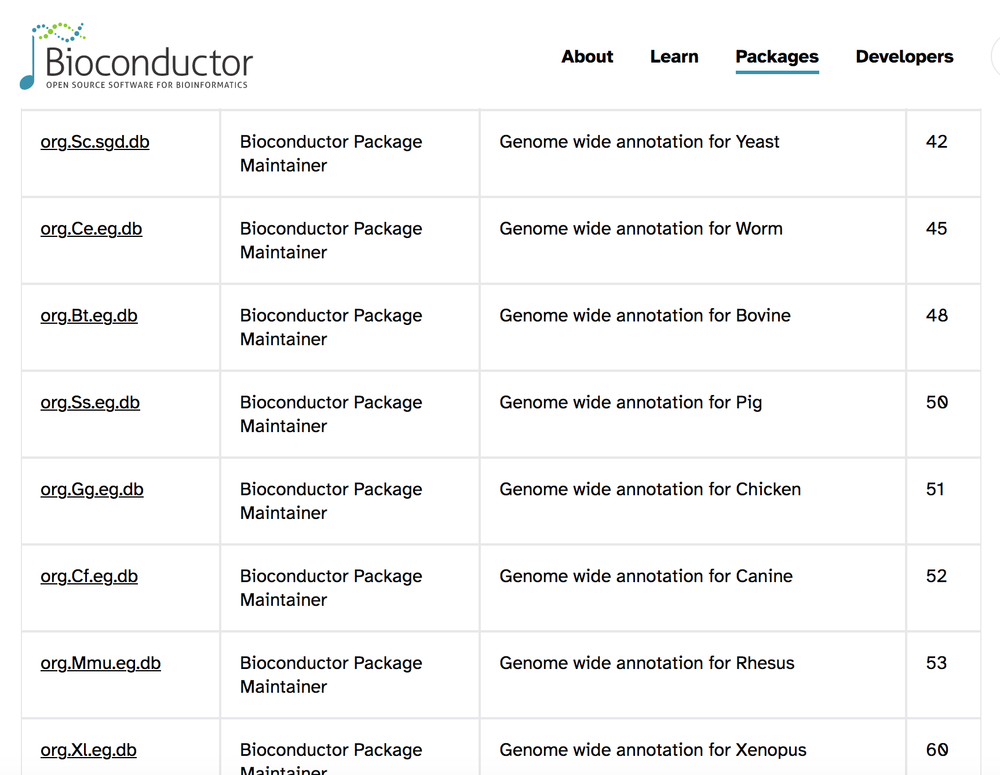 Bioconductor
OPEN SOURCE SOFTWARE FOR BIOINFORMATICS
About Learn Packages Developers
org.Sc.sgd.db Bioconductor Package Genome wide annotation for Yeast 42
Maintainer
org.Ce.eg.db Bioconductor Package Genome wide annotation for Worm 45
Maintainer
org.Bt.eg.db Bioconductor Package Genome wide annotation for Bovine 48
Maintainer
org.Ss.eg.db Bioconductor Package Genome wide annotation for Pig 50
Maintainer
org.Gg.eg.db Bioconductor Package Genome wide annotation for Chicken 51
Maintainer
org.Cf.eg.db Bioconductor Package Genome wide annotation for Canine 52
Maintainer
org.Mmu.eg.db Bioconductor Package Genome wide annotation for Rhesus 53
Maintainer
org.Xl.eg.db Bioconductor Package Genome wide annotation for Xenopus 60
Maintainer